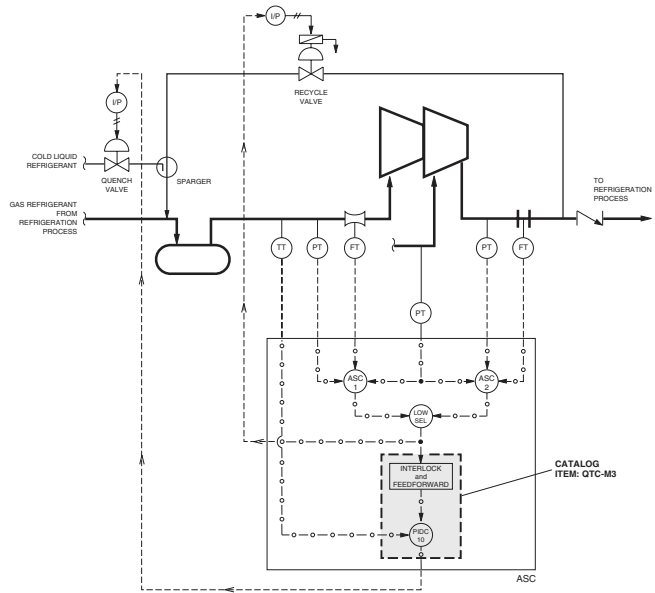 I/P
RECYCLE
VALVE
I/P
COLD LIQUID
REFRIGERANT
QUENCH
VALVE
SPARGER
GAS REFRIGERANT
FROM
REFRIGERATION
PROCESS
TO
REFRIGERATION
PROCESS
TT
PT
FT
PT
FT
PT
ASC
1
ASC
2
LOW
SEL
INTERLOCK
and
FEEDFORWARD
CATALOG
ITEM: QTC-M3
PIDC
10
ASC